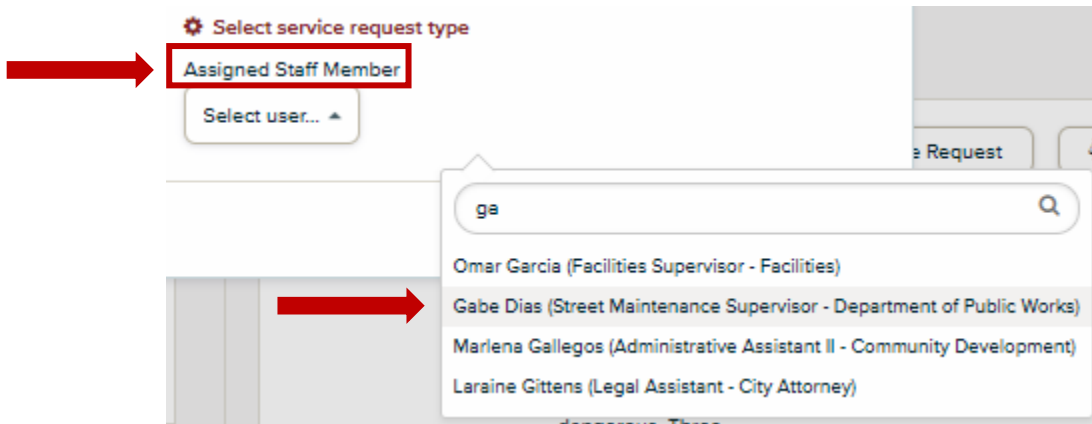 Select service request type
Assigned Staff Member
Select user...
e Request
ga
Omar Garcia (Facilities Supervisor - Facilities)
Gabe Dias (Street Maintenance Supervisor - Department of Public Works)
Marlena Gallegos (Administrative Assistant II - Community Development)
Laraine Gittens (Legal Assistant - City Attorney)